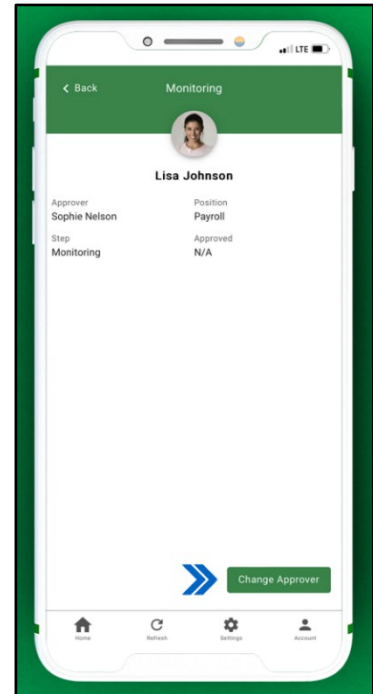 LTE
Back Monitoring
Lisa Johnson
Approver Position
Sophie Nelson Payroll
Step Approved
Monitoring N/A
Change Approver
Home Refresh Settings Account